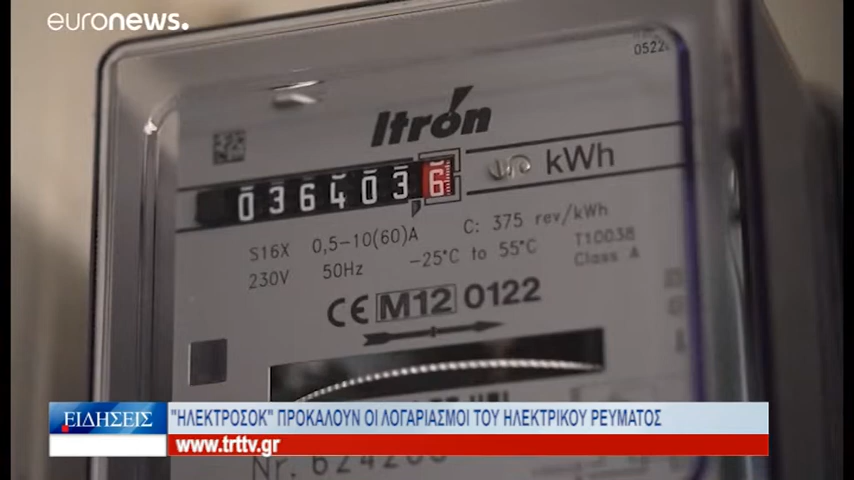 euronews.
0522
Itron
036403 6 kWh
S16X 0,5-10(60)A C: 375 rev/kWh
230V 50Hz -25°C to 55°C T10038
Class A
CE M12 0122
ΕΙΔΗΣΕΙΣ "ΗΛΕΚΤΡΟΣΟΚ" ΠΡΟΚΑΛΟΥΝ ΟΙ ΛΟΓΑΡΙΑΣΜΟΙ ΤΟΥ ΗΛΕΚΤΡΙΚΟΥ ΡΕΥΜΑΤΟΣ
www.trttv.gr
Nr.